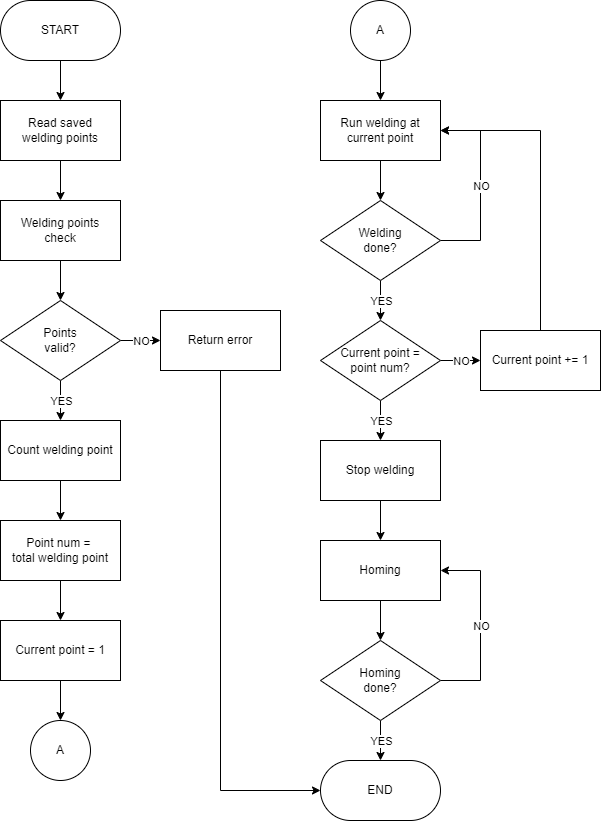 START
Read saved
welding points
Welding points
check
Points
valid?
NO
Return error
YES
Count welding point
Point num =
total welding point
Current point = 1
A
A
Run welding at
current point
NO
Welding
done?
YES
Current point =
point num?
NO
Current point += 1
YES
Stop welding
Homing
NO
Homing
done?
YES
END